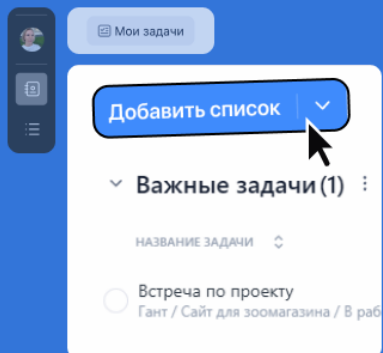 Мои задачи
Добавить список
Важные задачи (1)
НАЗВАНИЕ ЗАДАЧИ
Встреча по проекту
Гант / Сайт для зоомагазина / В раб